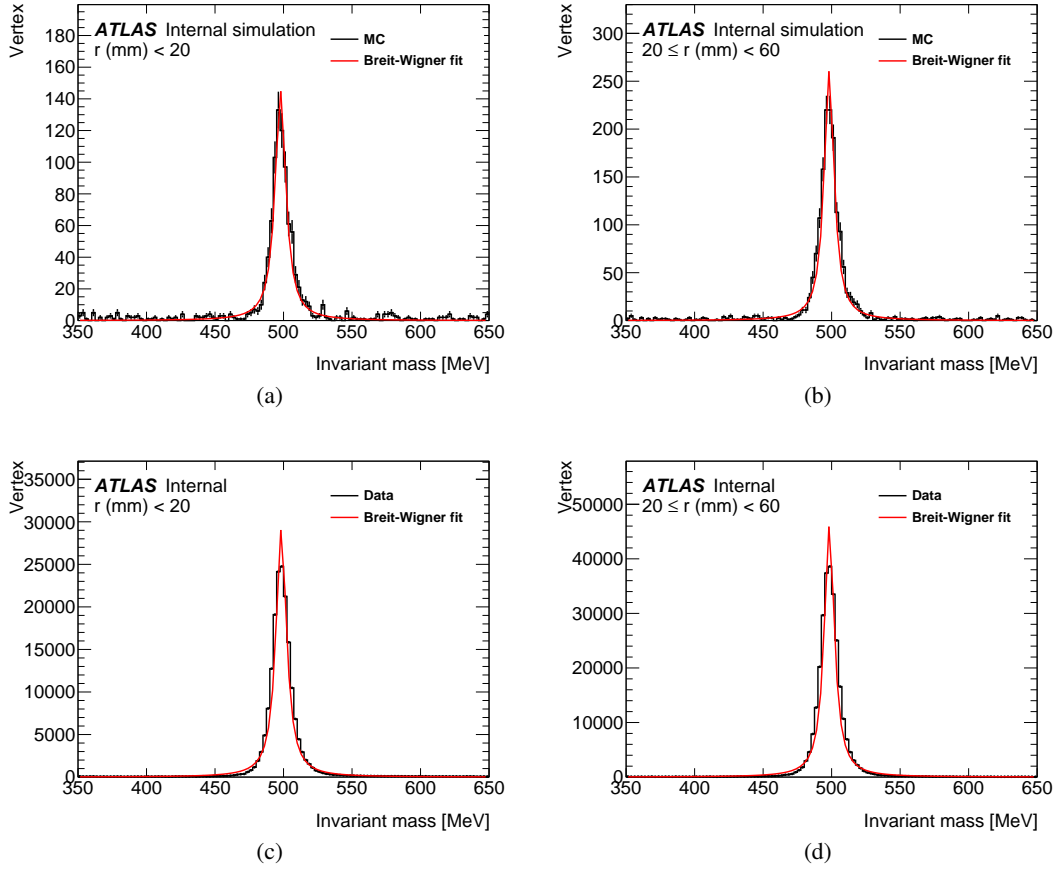 Vertex
180
160
140
120
100
80
60
40
20
0
ATLAS Internal simulation
r (mm) < 20
MC
Breit-Wigner fit
350 400 450 500 550 600 650
Invariant mass [MeV]
(a)
Vertex
300
250
200
150
100
50
0
ATLAS Internal simulation
20 ≤ r (mm) < 60
MC
Breit-Wigner fit
350 400 450 500 550 600 650
Invariant mass [MeV]
(b)
Vertex
35000
30000
25000
20000
15000
10000
5000
0
ATLAS Internal
r (mm) < 20
Data
Breit-Wigner fit
350 400 450 500 550 600 650
Invariant mass [MeV]
(c)
Vertex
50000
40000
30000
20000
10000
0
ATLAS Internal
20 ≤ r (mm) < 60
Data
Breit-Wigner fit
350 400 450 500 550 600 650
Invariant mass [MeV]
(d)